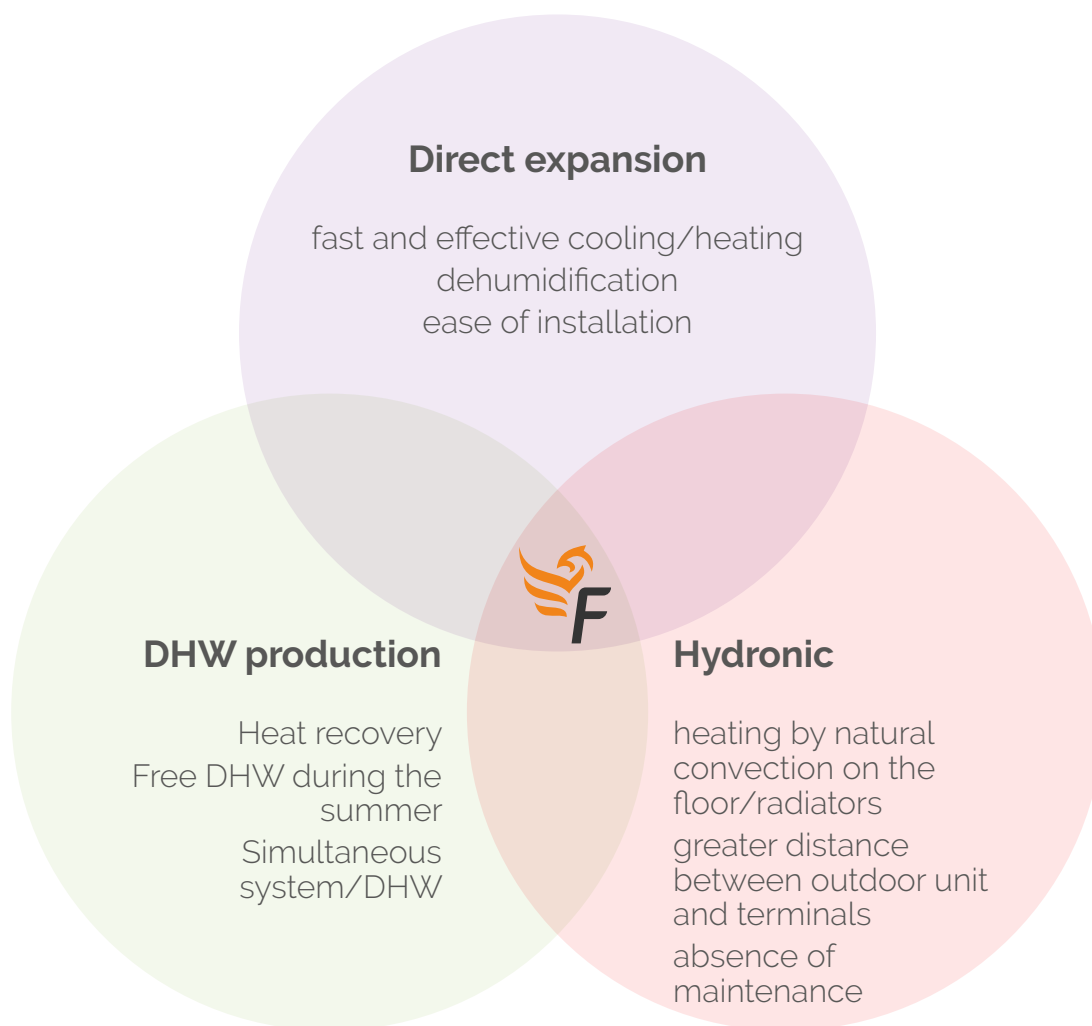 Direct expansion
fast and effective cooling/heating
dehumidification
ease of installation
F
DHW production
Heat recovery
Free DHW during the
summer
Simultaneous
system/DHW
Hydronic
heating by natural
convection on the
floor/radiators
greater distance
between outdoor unit
and terminals
absence of
maintenance